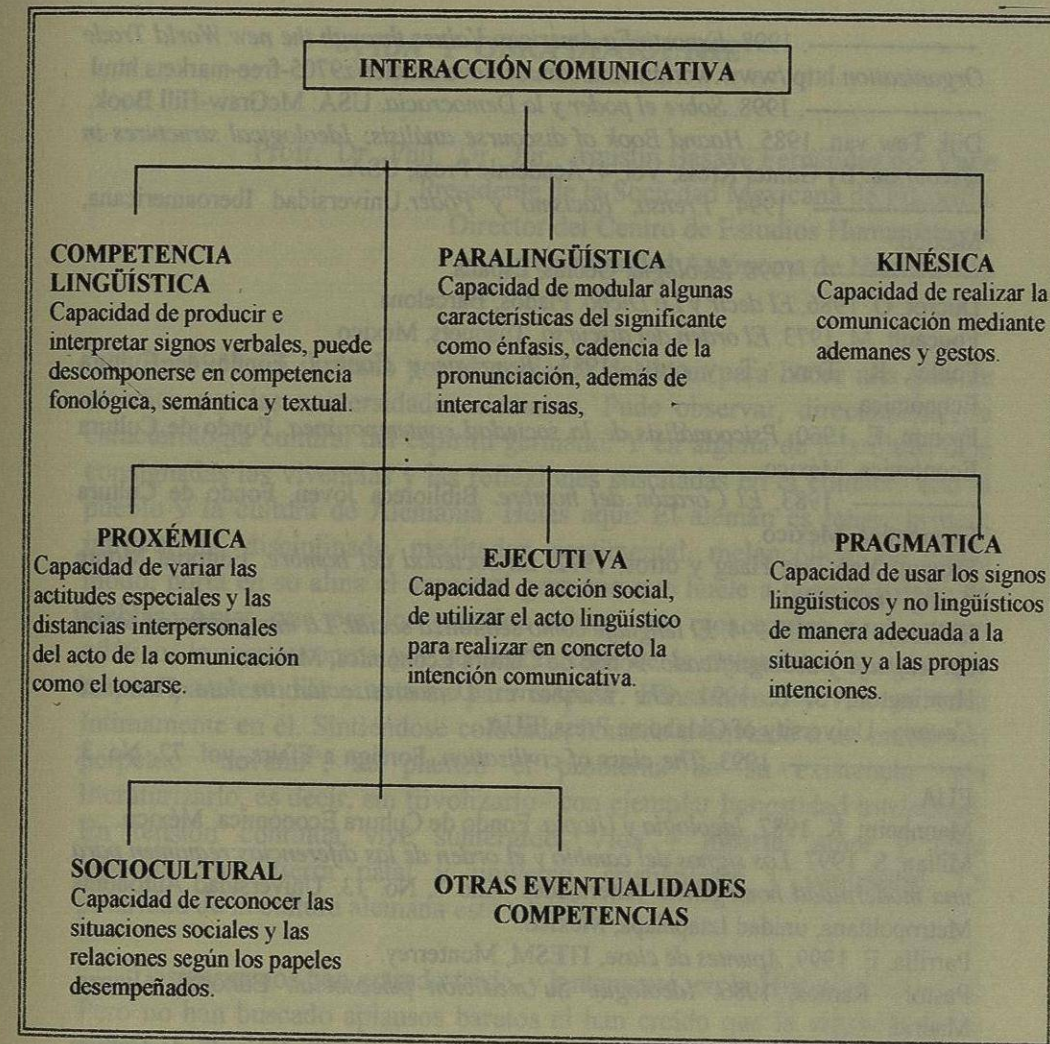 INTERACCIÓN COMUNICATIVA
COMPETENCIA
LINGÜÍSTICA
Capacidad de producir e
interpretar signos verbales, puede
descomponerse en competencia
fonológica, semántica y textual.
PARALINGÜÍSTICA
Capacidad de modular algunas
características del significante
como énfasis, cadencia de la
pronunciación, además de
intercalar risas,
KINÉSICA
Capacidad de realizar la
comunicación mediante
ademanes y gestos.
PROXÉMICA
Capacidad de variar las
actitudes especiales y las
distancias interpersonales
del acto de la comunicación
como el tocarse.
EJECUTI VA
Capacidad de acción social,
de utilizar el acto lingüístico
para realizar en concreto la
intención comunicativa.
PRAGMATICA
Capacidad de usar los signos
lingüísticos y no lingüísticos
de manera adecuada a la
situación y a las propias
intenciones.
SOCIOCULTURAL
Capacidad de reconocer las
situaciones sociales y las
relaciones según los papeles
desempeñados.
OTRAS EVENTUALIDADES
COMPETENCIAS